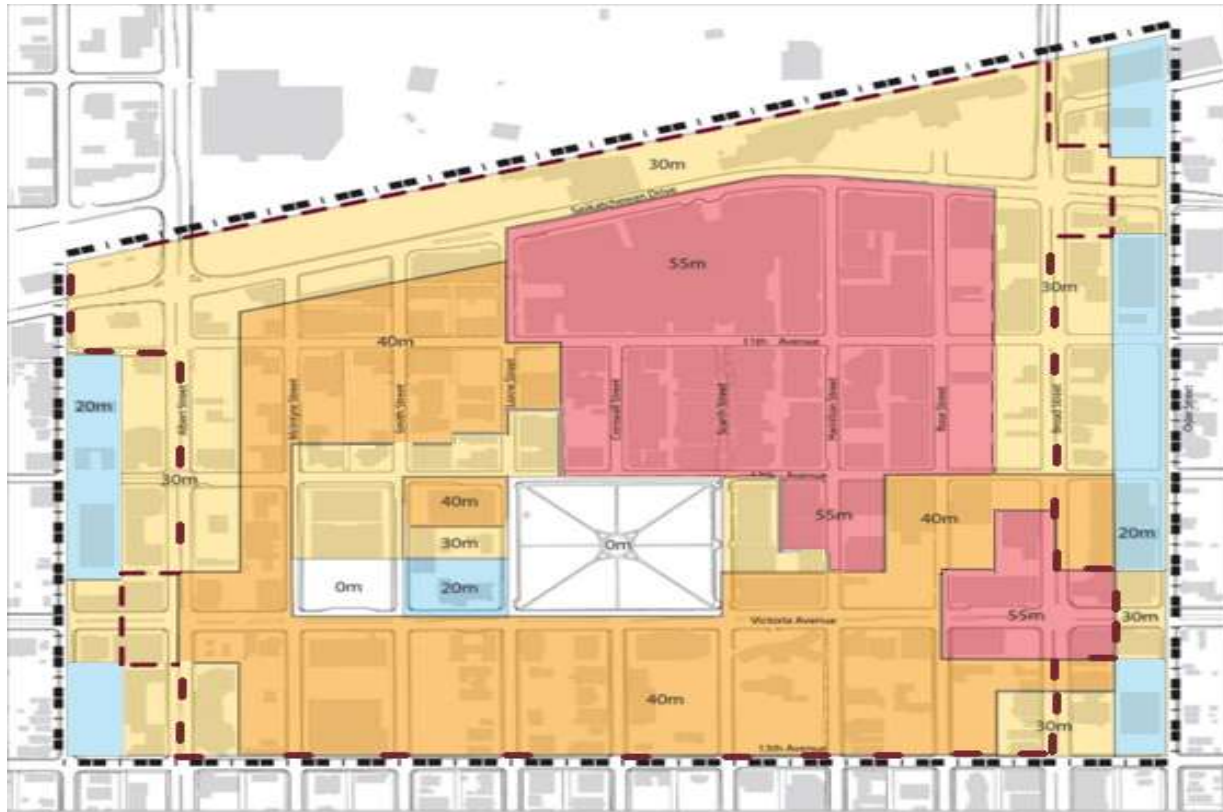 30m
Saskatchewan Drive
55m
30m
40m
11th Avenue
20m
Albert Street
McIntyre Street
Smith Street
Lorne Street
Cornwall Street
Scarth Street
Hamilton Street
Rose Street
Broad Street
Osler Street
30m
12th Avenue
40m
55m
40m
30m
0m
20m
0m
20m
55m
30m
Victoria Avenue
40m
30m
13th Avenue